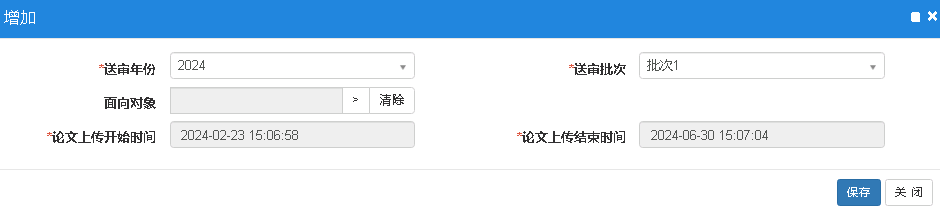 增加
*送审年份 2024 *送审批次 批次1
面向对象 > 清除
*论文上传开始时间 2024-02-23 15:06:58 *论文上传结束时间 2024-06-30 15:07:04
保存 关 闭